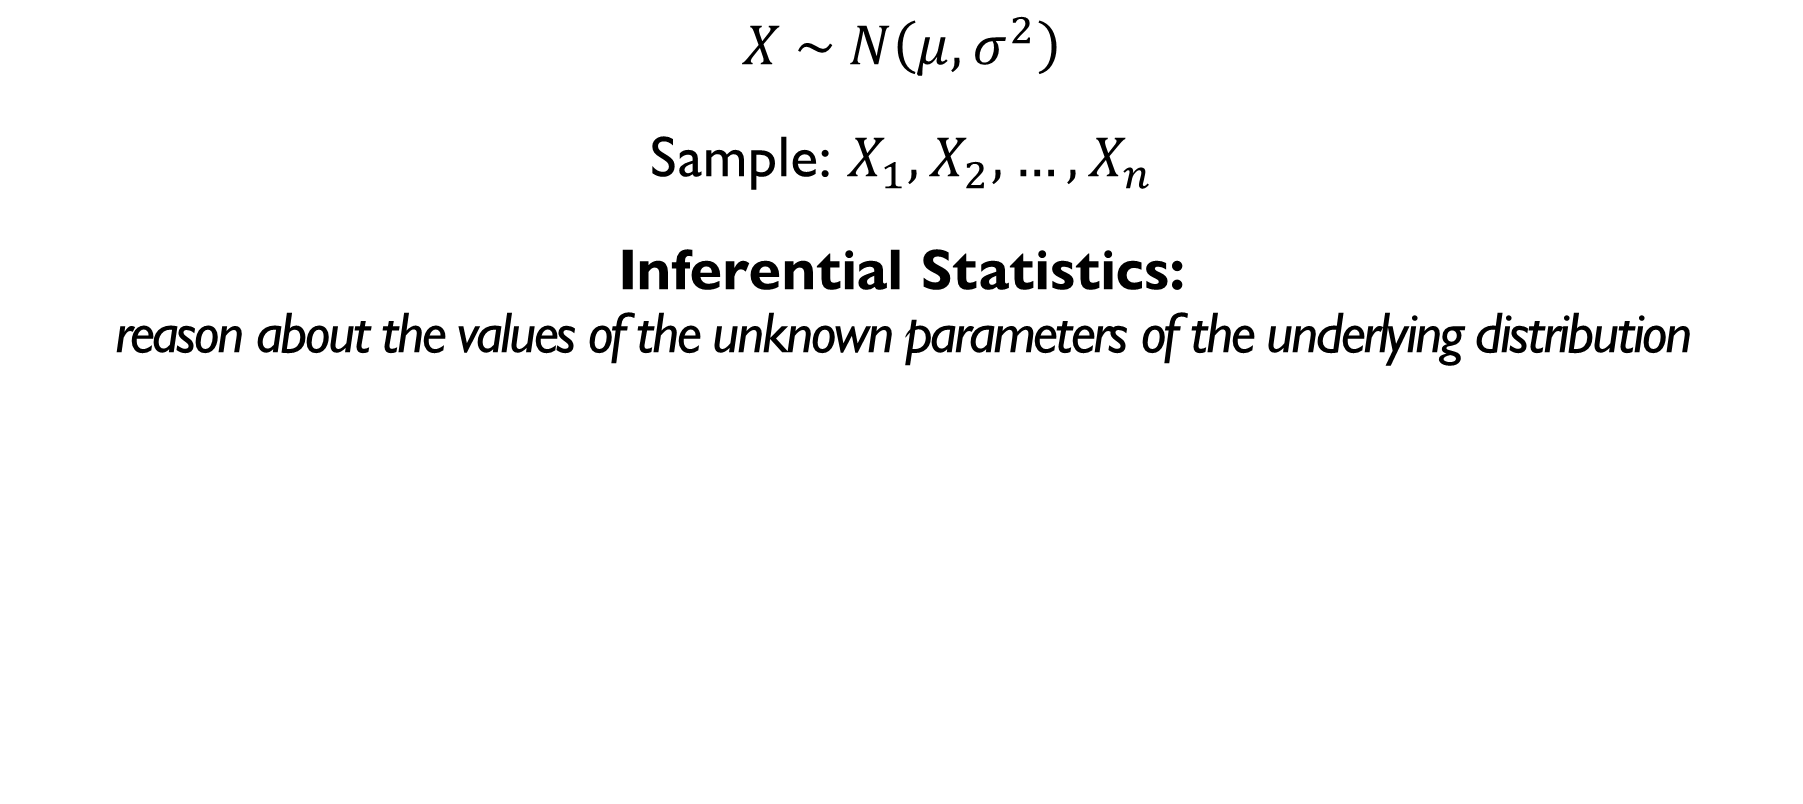 X ~ N(μ, σ²)
Sample: X₁, X₂, … , Xₙ
Inferential Statistics:
reason about the values of the unknown parameters of the underlying distribution